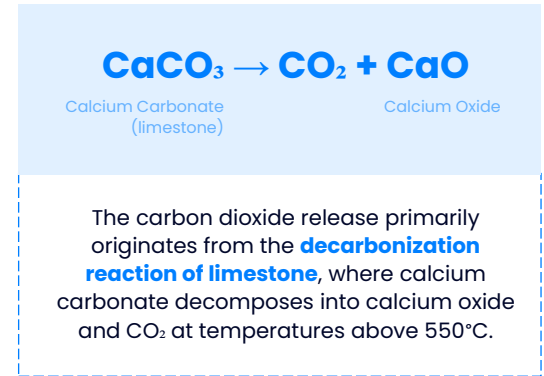 CaCO₃ → CO₂ + CaO
Calcium Carbonate Calcium Oxide
(limestone)
The carbon dioxide release primarily
originates from the decarbonization
reaction of limestone, where calcium
carbonate decomposes into calcium oxide
and CO₂ at temperatures above 550°C.